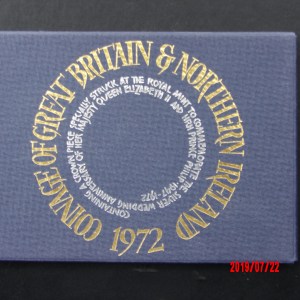 COINAGE OF GREAT BRITAIN & NORTHERN IRELAND
1972
CONTAINING A CROWN PIECE SPECIALLY STRUCK AT THE ROYAL MINT TO COMMEMORATE THE SILVER WEDDING ANNIVERSARY OF HER MAJESTY QUEEN ELIZABETH II AND HRH PRINCE PHILIP 1947-1972
2019/07/22